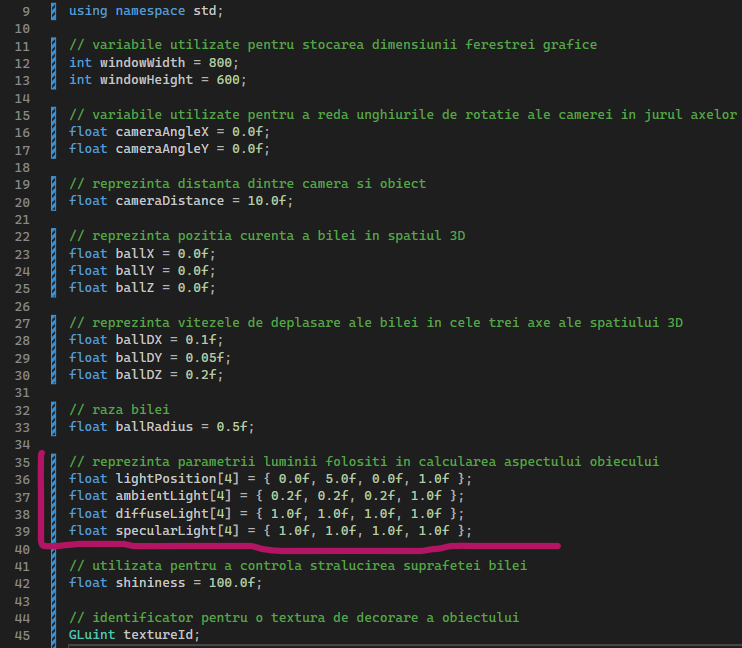 9 using namespace std;
10
11 // variabile utilizate pentru stocarea dimensiunii ferestrei grafice
12 int windowWidth = 800;
13 int windowHeight = 600;
14
15 // variabile utilizate pentru a reda unghiurile de rotatie ale camerei in jurul axelor
16 float cameraAngleX = 0.0f;
17 float cameraAngleY = 0.0f;
18
19 // reprezinta distanta dintre camera si obiect
20 float cameraDistance = 10.0f;
21
22 // reprezinta pozitia curenta a bilei in spatiul 3D
23 float ballX = 0.0f;
24 float ballY = 0.0f;
25 float ballZ = 0.0f;
26
27 // reprezinta vitezele de deplasare ale bilei in cele trei axe ale spatiului 3D
28 float ballDX = 0.1f;
29 float ballDY = 0.05f;
30 float ballDZ = 0.2f;
31
32 // raza bilei
33 float ballRadius = 0.5f;
34
35 // reprezinta parametrii luminii folositi in calcularea aspectului obiecului
36 float lightPosition[4] = { 0.0f, 5.0f, 0.0f, 1.0f };
37 float ambientLight[4] = { 0.2f, 0.2f, 0.2f, 1.0f };
38 float diffuseLight[4] = { 1.0f, 1.0f, 1.0f, 1.0f };
39 float specularLight[4] = { 1.0f, 1.0f, 1.0f, 1.0f };
40
41 // utilizata pentru a controla stralucirea suprafetei bilei
42 float shininess = 100.0f;
43
44 // identificator pentru o textura de decorare a obiectului
45 GLuint textureId;